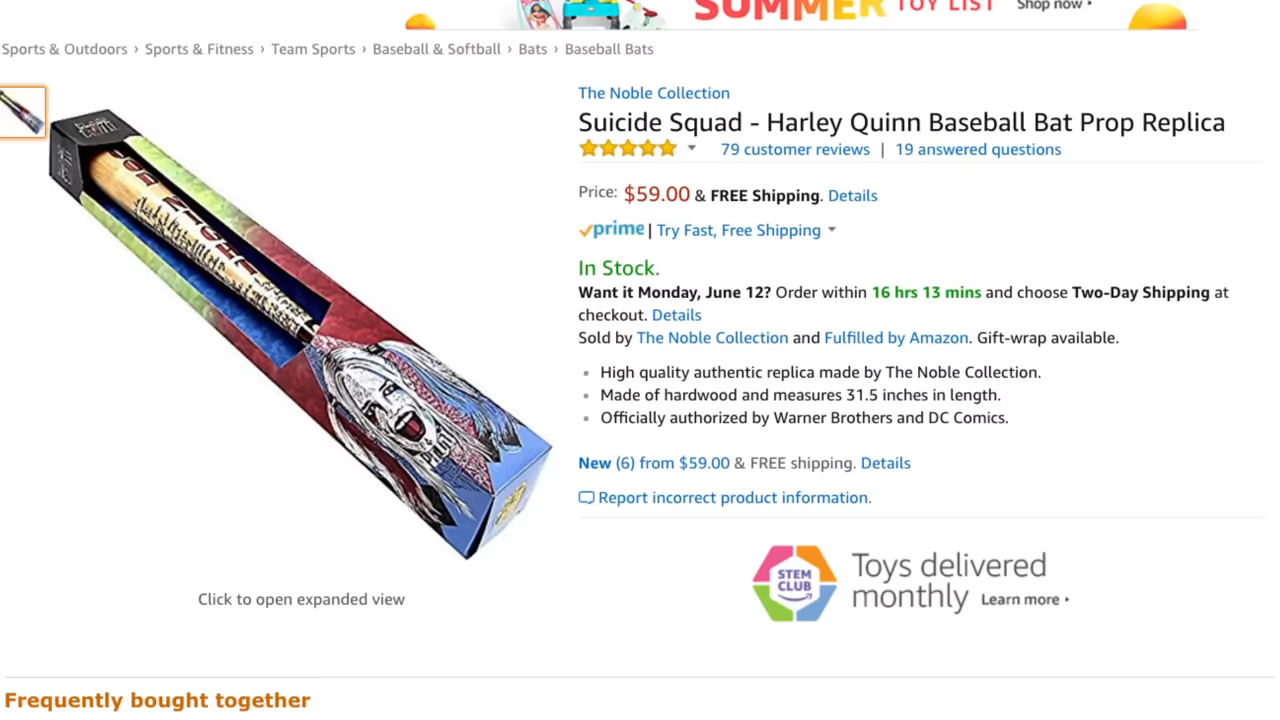 SUMMER TOY LIST Shop now ›
Sports & Outdoors › Sports & Fitness › Team Sports › Baseball & Softball › Bats › Baseball Bats
The Noble Collection
Suicide Squad - Harley Quinn Baseball Bat Prop Replica
79 customer reviews | 19 answered questions
Price: $59.00 & FREE Shipping. Details
prime | Try Fast, Free Shipping
In Stock.
Want it Monday, June 12? Order within 16 hrs 13 mins and choose Two-Day Shipping at
checkout. Details
Sold by The Noble Collection and Fulfilled by Amazon. Gift-wrap available.
• High quality authentic replica made by The Noble Collection.
• Made of hardwood and measures 31.5 inches in length.
• Officially authorized by Warner Brothers and DC Comics.
New (6) from $59.00 & FREE shipping. Details
Report incorrect product information.
STEM
CLUB
Toys delivered
monthly Learn more ›
Click to open expanded view
Frequently bought together